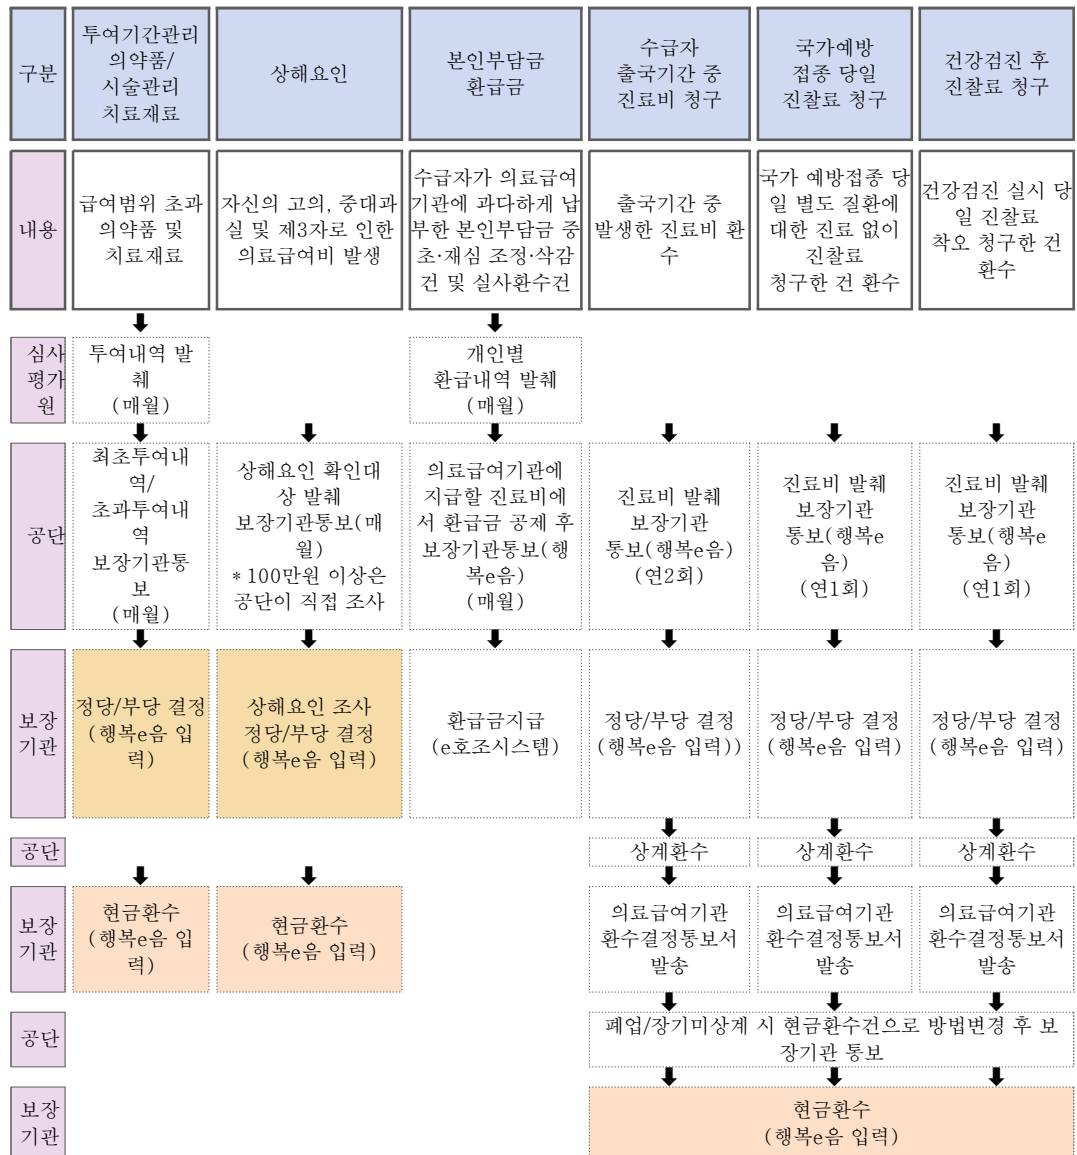 구분
투여기간관리
의약품/
시술관리
치료재료
상해요인
본인부담금
환급금
수급자
출국기간 중
진료비 청구
국가예방
접종 당일
진찰료 청구
건강검진 후
진찰료 청구
내용
급여범위 초과
의약품 및
치료재료
자신의 고의, 중대과
실 및 제3자로 인한
의료급여비 발생
수급자가 의료급여
기관에 과다하게 납
부한 본인부담금 중
초·재심 조정·삭감
건 및 실사환수건
출국기간 중
발생한 진료비 환
수
국가 예방접종 당
일 별도 질환에
대한 진료 없이
진찰료
청구한 건 환수
건강검진 실시 당
일 진찰료
착오 청구한 건
환수
심사
평가
원
투여내역 발
췌
(매월)
개인별
환급내역 발췌
(매월)
공단
최초투여내
역/
초과투여내
역
보장기관통
보
(매월)
상해요인 확인대
상 발췌
보장기관통보(매
월)
* 100만원 이상은
공단이 직접 조사
의료급여기관에
지급할 진료비에
서 환급금 공제 후
보장기관통보(행
복e음)
(매월)
진료비 발췌
보장기관
통보(행복e음)
(연2회)
진료비 발췌
보장기관
통보(행복e
음)
(연1회)
진료비 발췌
보장기관
통보(행복e
음)
(연1회)
보장
기관
정당/부당 결정
(행복e음 입
력)
상해요인 조사
정당/부당 결정
(행복e음 입력)
환급금지급
(e호조시스템)
정당/부당 결정
(행복e음 입력))
정당/부당 결정
(행복e음 입력)
정당/부당 결정
(행복e음 입력)
공단
상계환수
상계환수
상계환수
보장
기관
현금환수
(행복e음 입
력)
현금환수
(행복e음 입력)
의료급여기관
환수결정통보서
발송
의료급여기관
환수결정통보서
발송
의료급여기관
환수결정통보서
발송
공단
폐업/장기미상계 시 현금환수건으로 방법변경 후 보
장기관 통보
보장
기관
현금환수
(행복e음 입력)